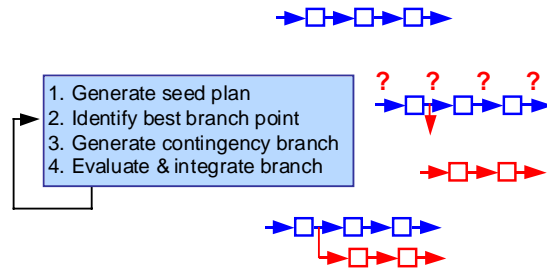 ? ? ? ?
1. Generate seed plan
2. Identify best branch point
3. Generate contingency branch
4. Evaluate & integrate branch